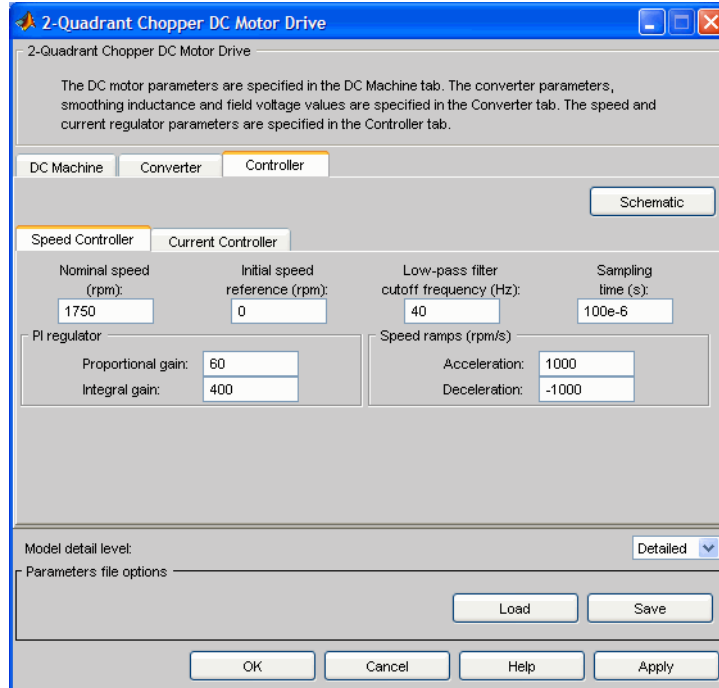 2-Quadrant Chopper DC Motor Drive
2-Quadrant Chopper DC Motor Drive
The DC motor parameters are specified in the DC Machine tab. The converter parameters,
smoothing inductance and field voltage values are specified in the Converter tab. The speed and
current regulator parameters are specified in the Controller tab.
DC Machine Converter Controller
Schematic
Speed Controller Current Controller
Nominal speed
(rpm):
1750
Initial speed
reference (rpm):
0
Low-pass filter
cutoff frequency (Hz):
40
Sampling
time (s):
100e-6
PI regulator
Proportional gain: 60
Integral gain: 400
Speed ramps (rpm/s)
Acceleration: 1000
Deceleration: -1000
Model detail level: Detailed
Parameters file options
Load Save
OK Cancel Help Apply